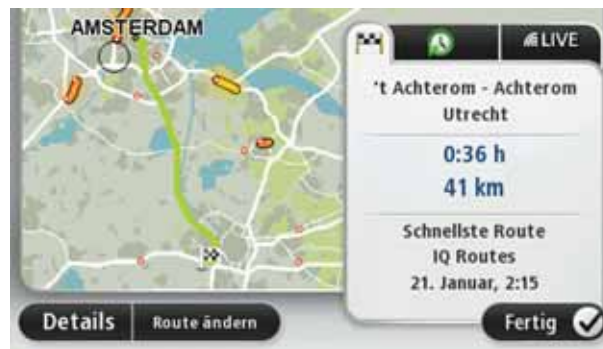 AMSTERDAM
LIVE
't Achterom - Achterom
Utrecht
0:36 h
41 km
Schnellste Route
IQ Routes
21. Januar, 2:15
Details
Route ändern
Fertig